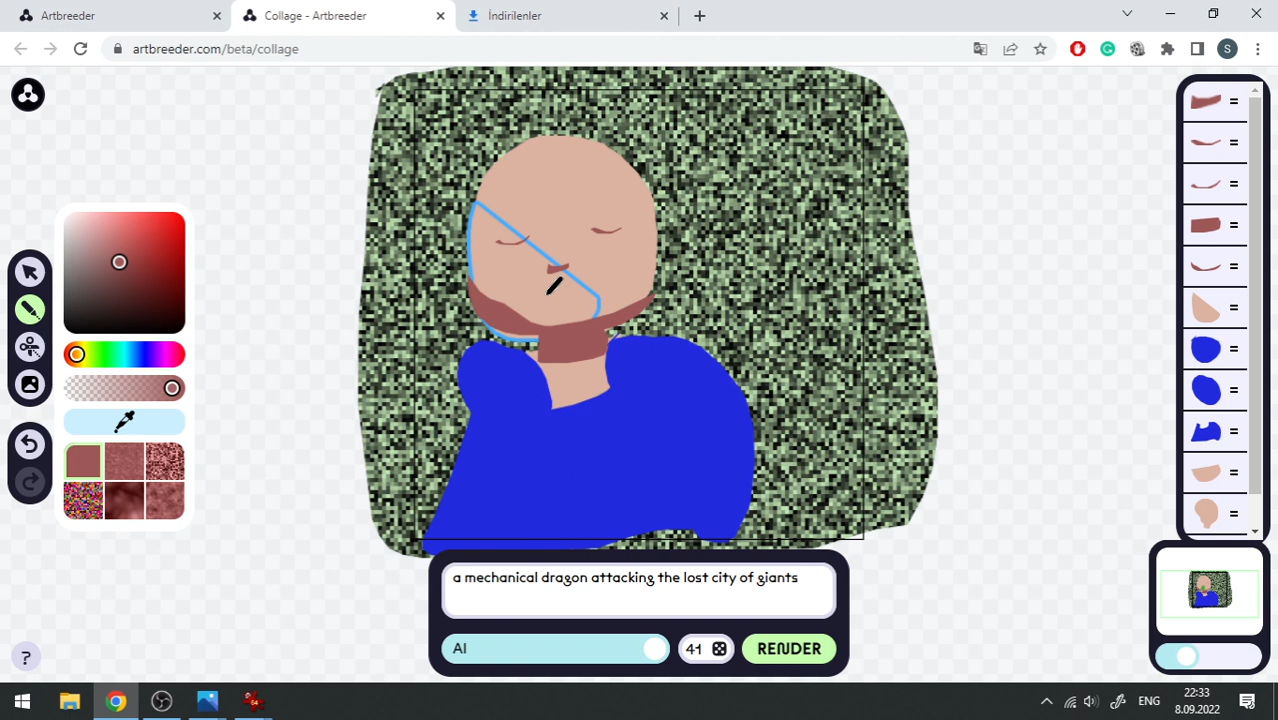 Artbreeder
Collage - Artbreeder
İndirilenler
artbreeder.com/beta/collage
S
a mechanical dragon attacking the lost city of giants
AI
41
RENDER
?
64
ENG
22:33
8.09.2022